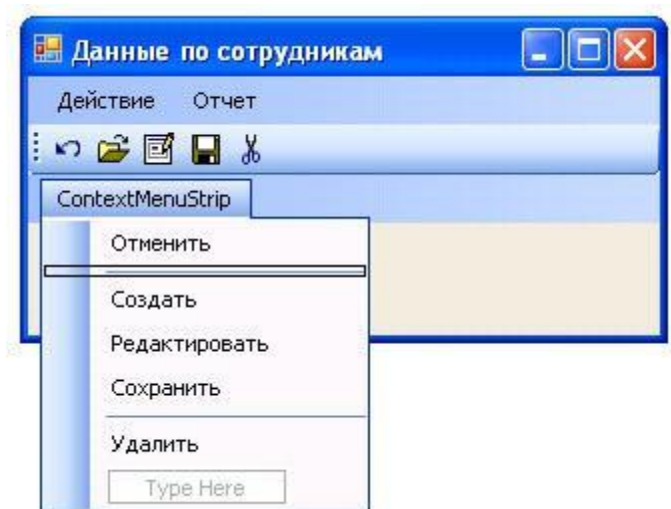 Данные по сотрудникам
Действие Отчет
ContextMenuStrip
Отменить
Создать
Редактировать
Сохранить
Удалить
Type Here